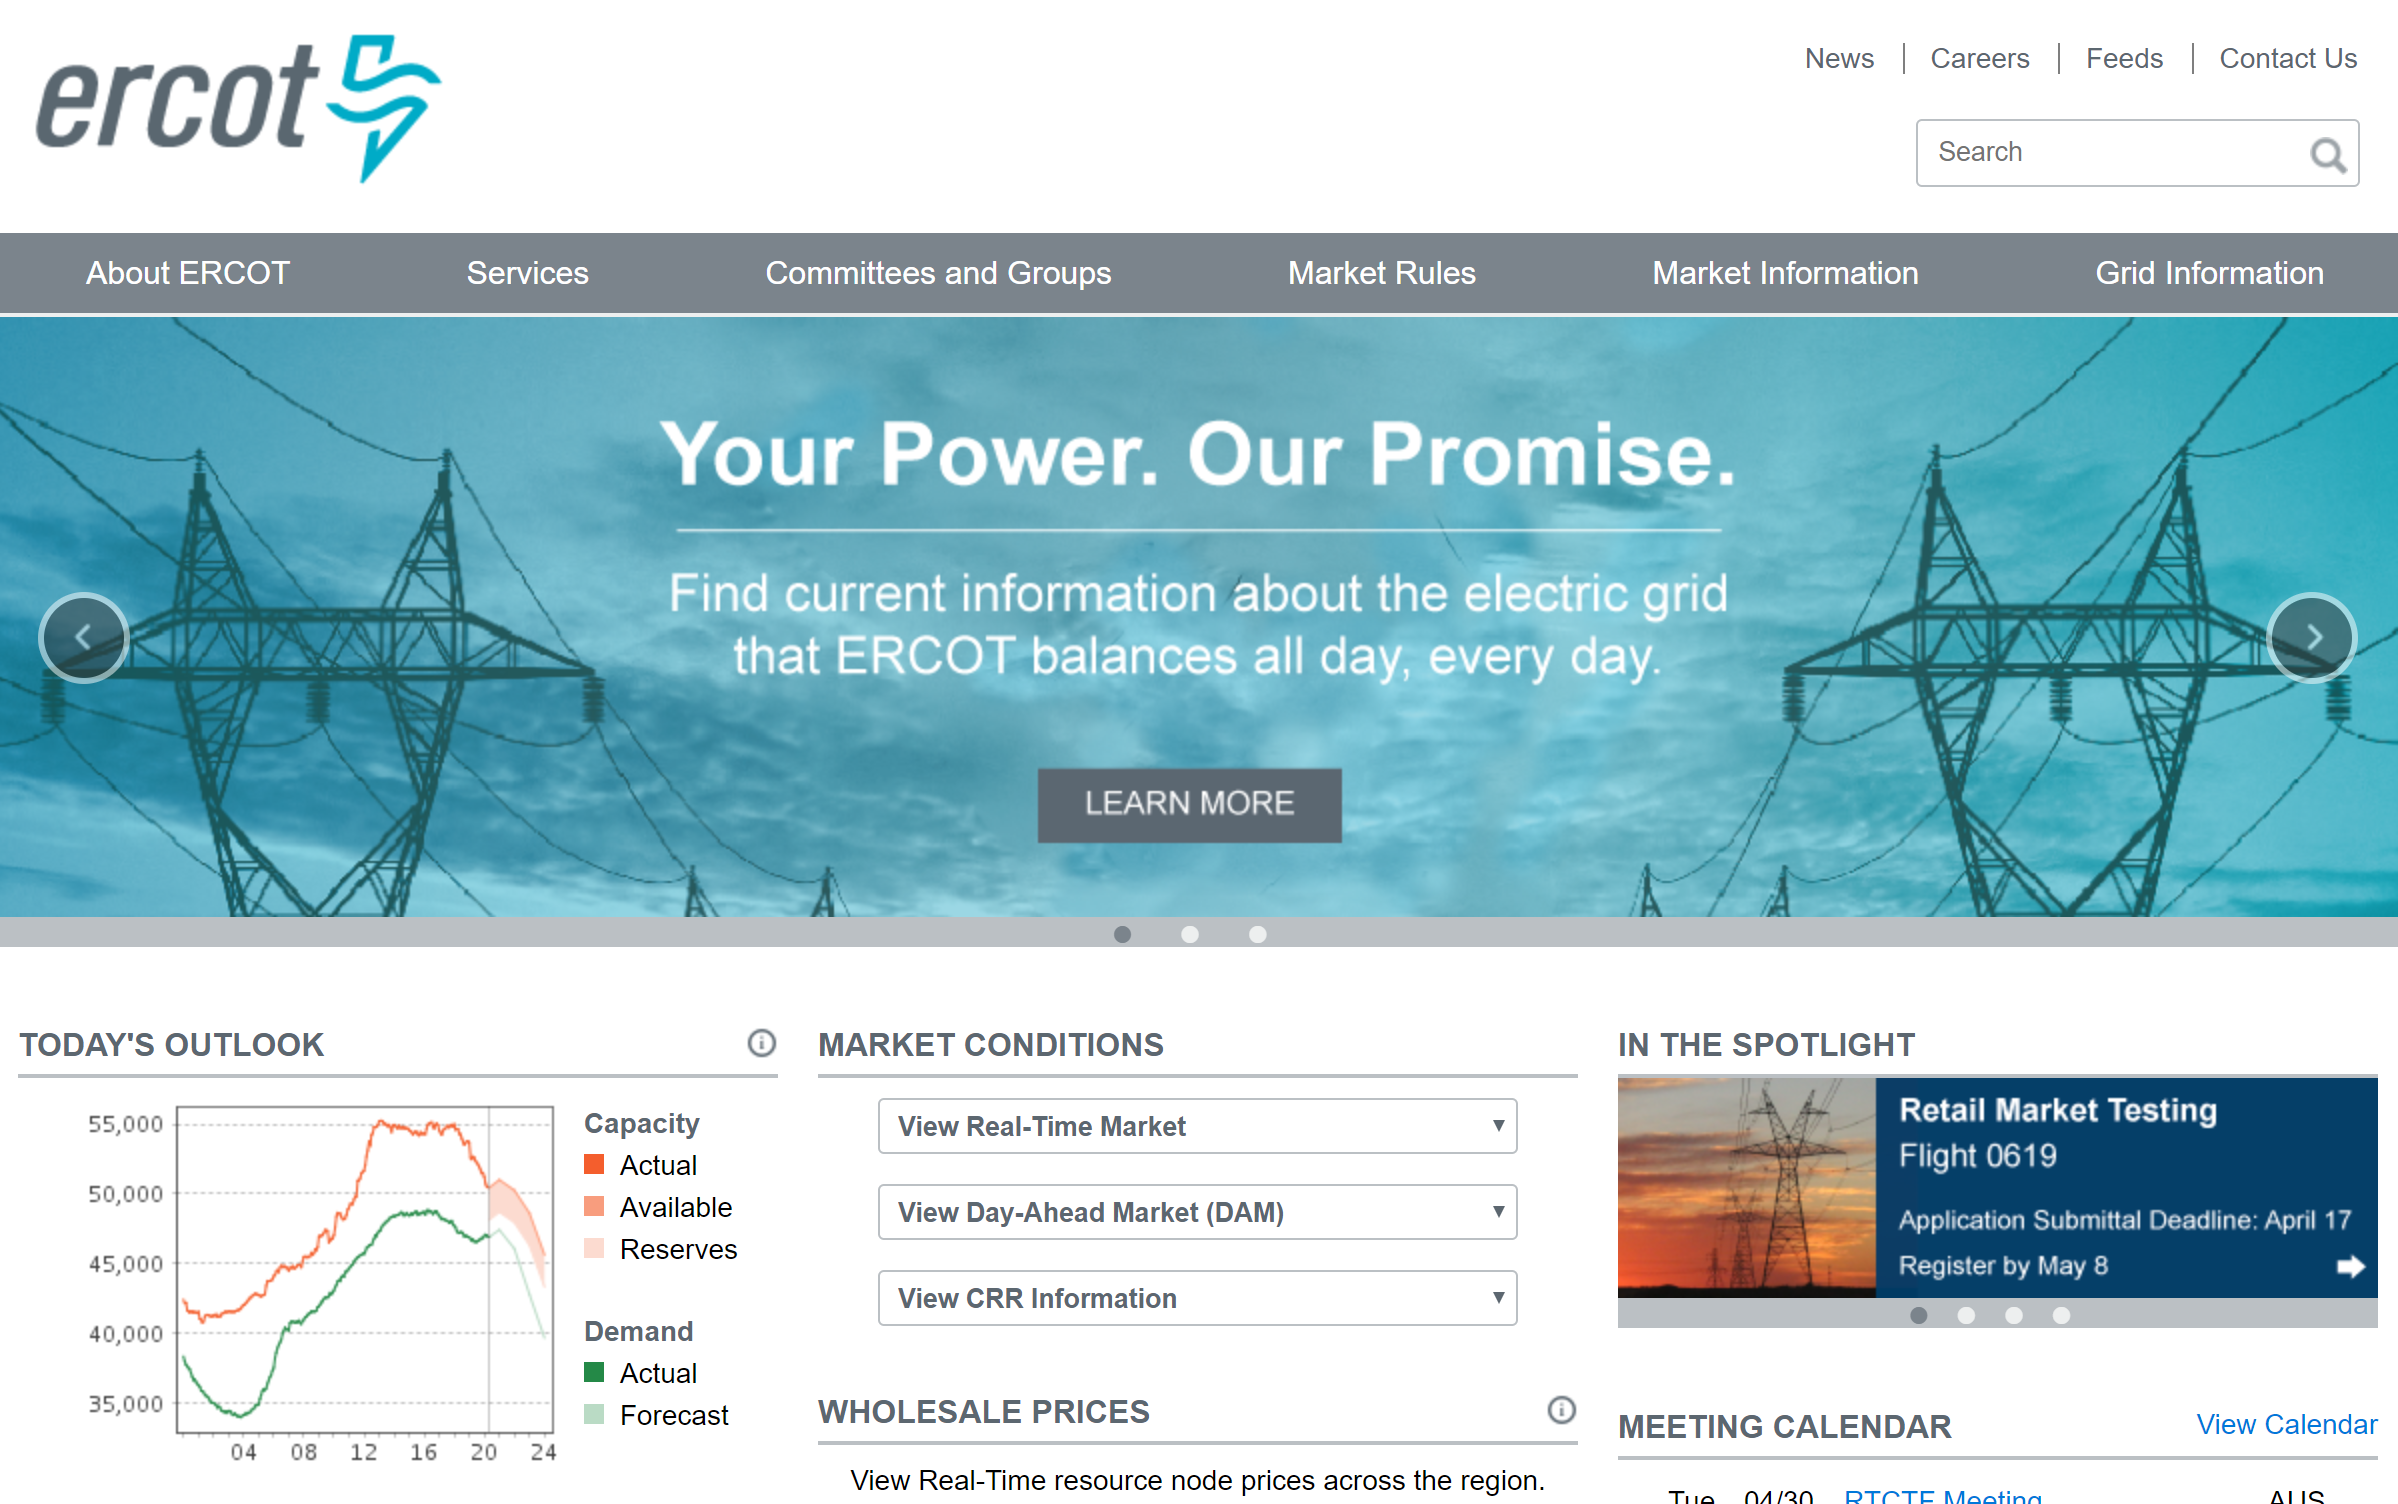 ercot
News
Careers
Feeds
Contact Us
Search
About ERCOT
Services
Committees and Groups
Market Rules
Market Information
Grid Information
Your Power. Our Promise.
Find current information about the electric grid
that ERCOT balances all day, every day.
LEARN MORE
TODAY'S OUTLOOK
55,000
50,000
45,000
40,000
35,000
04 08 12 16 20 24
Capacity
Actual
Available
Reserves
Demand
Actual
Forecast
MARKET CONDITIONS
View Real-Time Market
View Day-Ahead Market (DAM)
View CRR Information
WHOLESALE PRICES
View Real-Time resource node prices across the region.
IN THE SPOTLIGHT
Retail Market Testing
Flight 0619
Application Submittal Deadline: April 17
Register by May 8
MEETING CALENDAR
View Calendar
Tue 04/30 RTCTF Meeting AUS